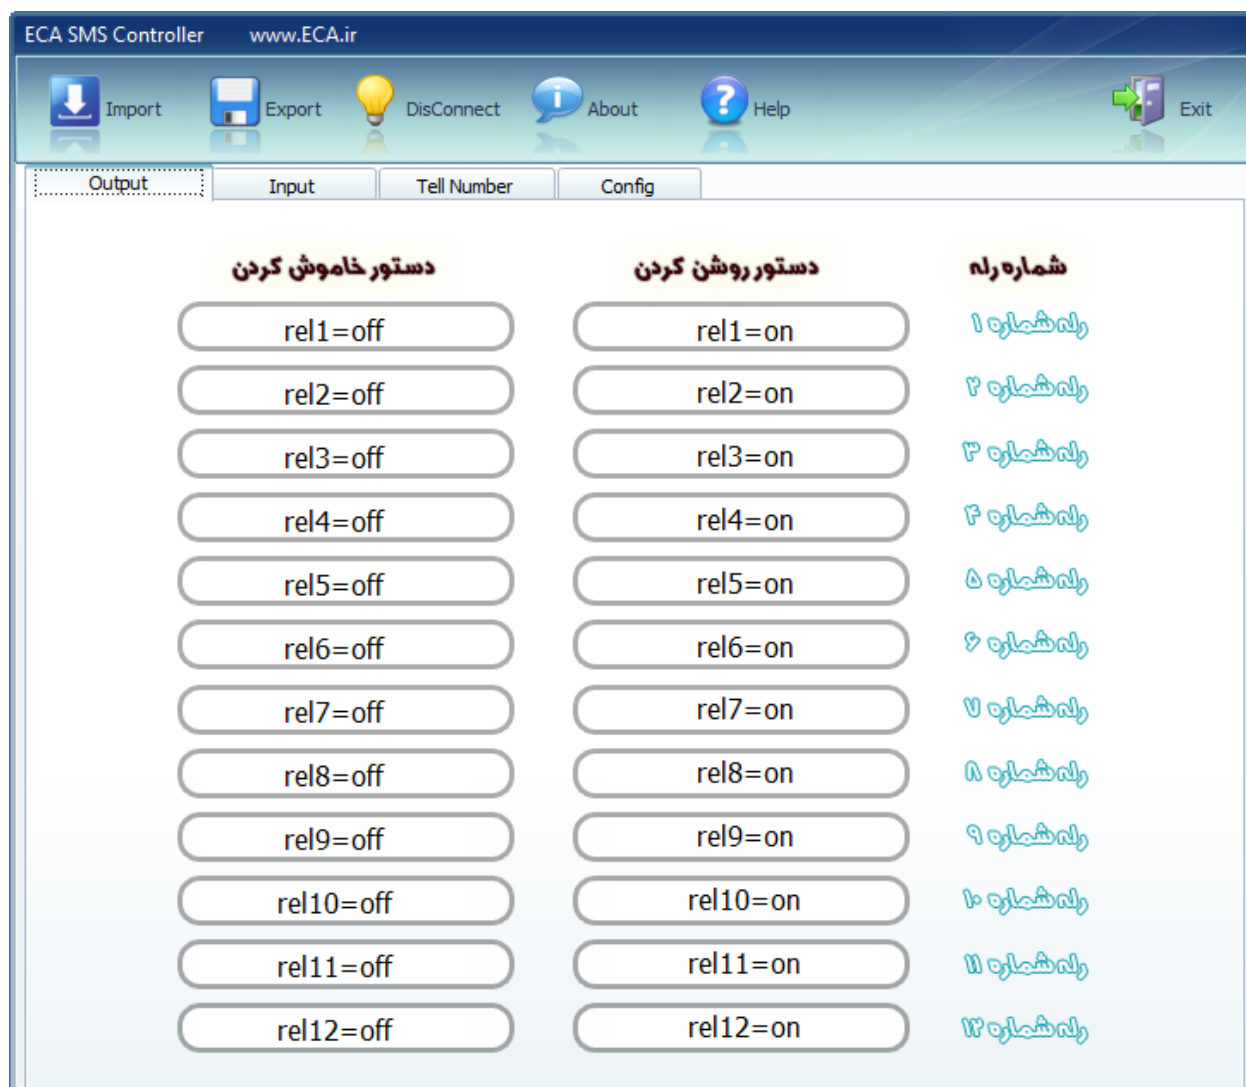 ECA SMS Controller www.ECA.ir
Import Export DisConnect About Help Exit
Output Input Tell Number Config
شماره رله دستور روشن کردن دستور خاموش کردن
رله شماره ۱ rel1=on rel1=off
رله شماره ۲ rel2=on rel2=off
رله شماره ۳ rel3=on rel3=off
رله شماره ۴ rel4=on rel4=off
رله شماره ۵ rel5=on rel5=off
رله شماره ۶ rel6=on rel6=off
رله شماره ۷ rel7=on rel7=off
رله شماره ۸ rel8=on rel8=off
رله شماره ۹ rel9=on rel9=off
رله شماره ۱۰ rel10=on rel10=off
رله شماره ۱۱ rel11=on rel11=off
رله شماره ۱۲ rel12=on rel12=off